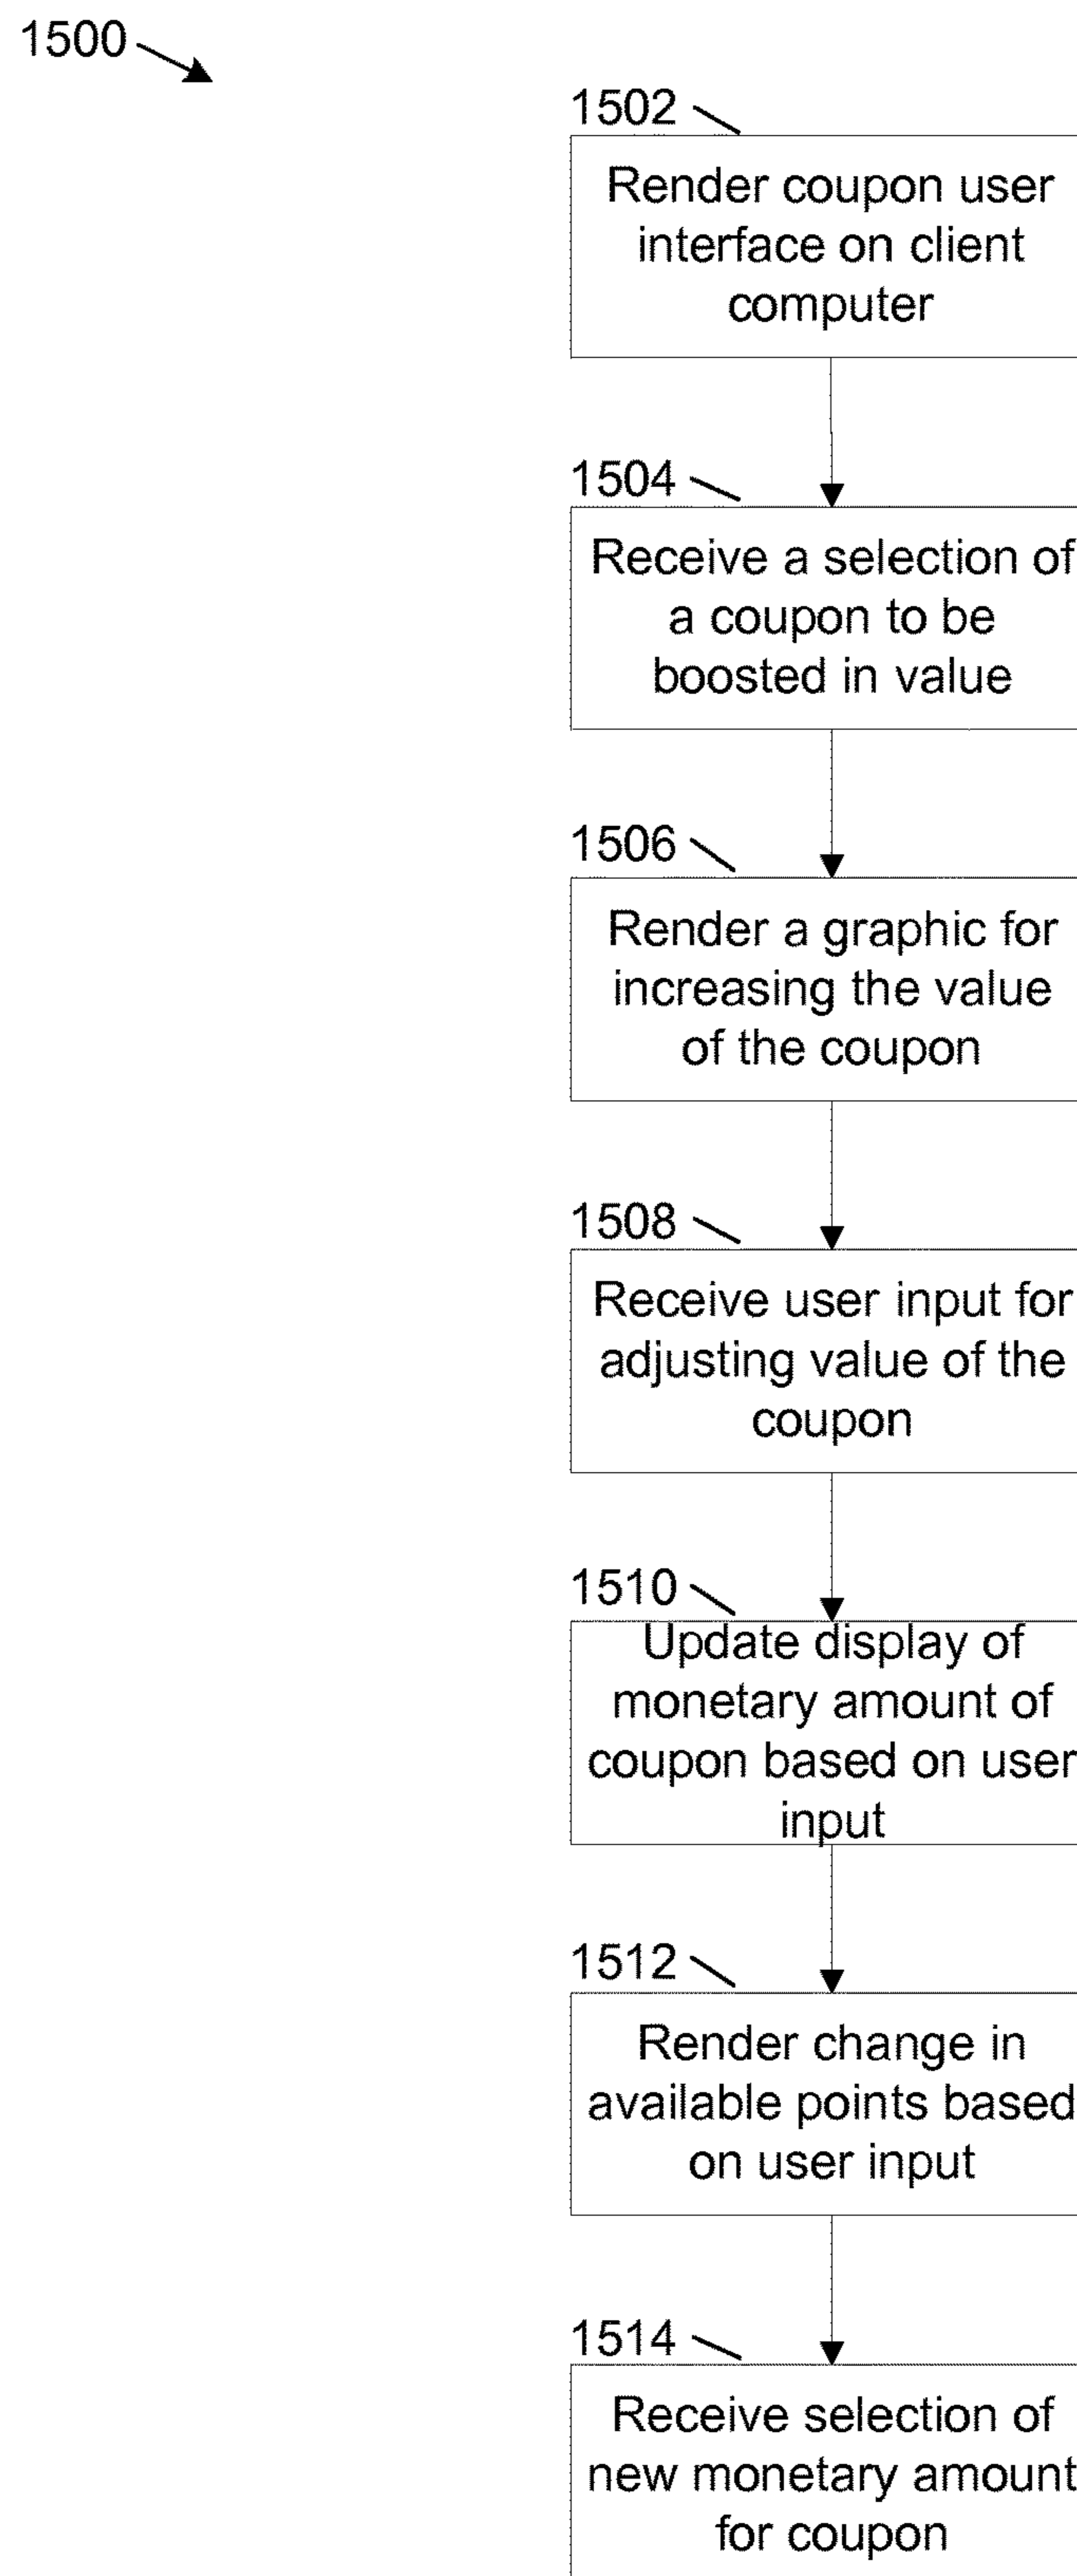 1500
1502
Render coupon user
interface on client
computer
1504
Receive a selection of
a coupon to be
boosted in value
1506
Render a graphic for
increasing the value
of the coupon
1508
Receive user input for
adjusting value of the
coupon
1510
Update display of
monetary amount of
coupon based on user
input
1512
Render change in
available points based
on user input
1514
Receive selection of
new monetary amount
for coupon